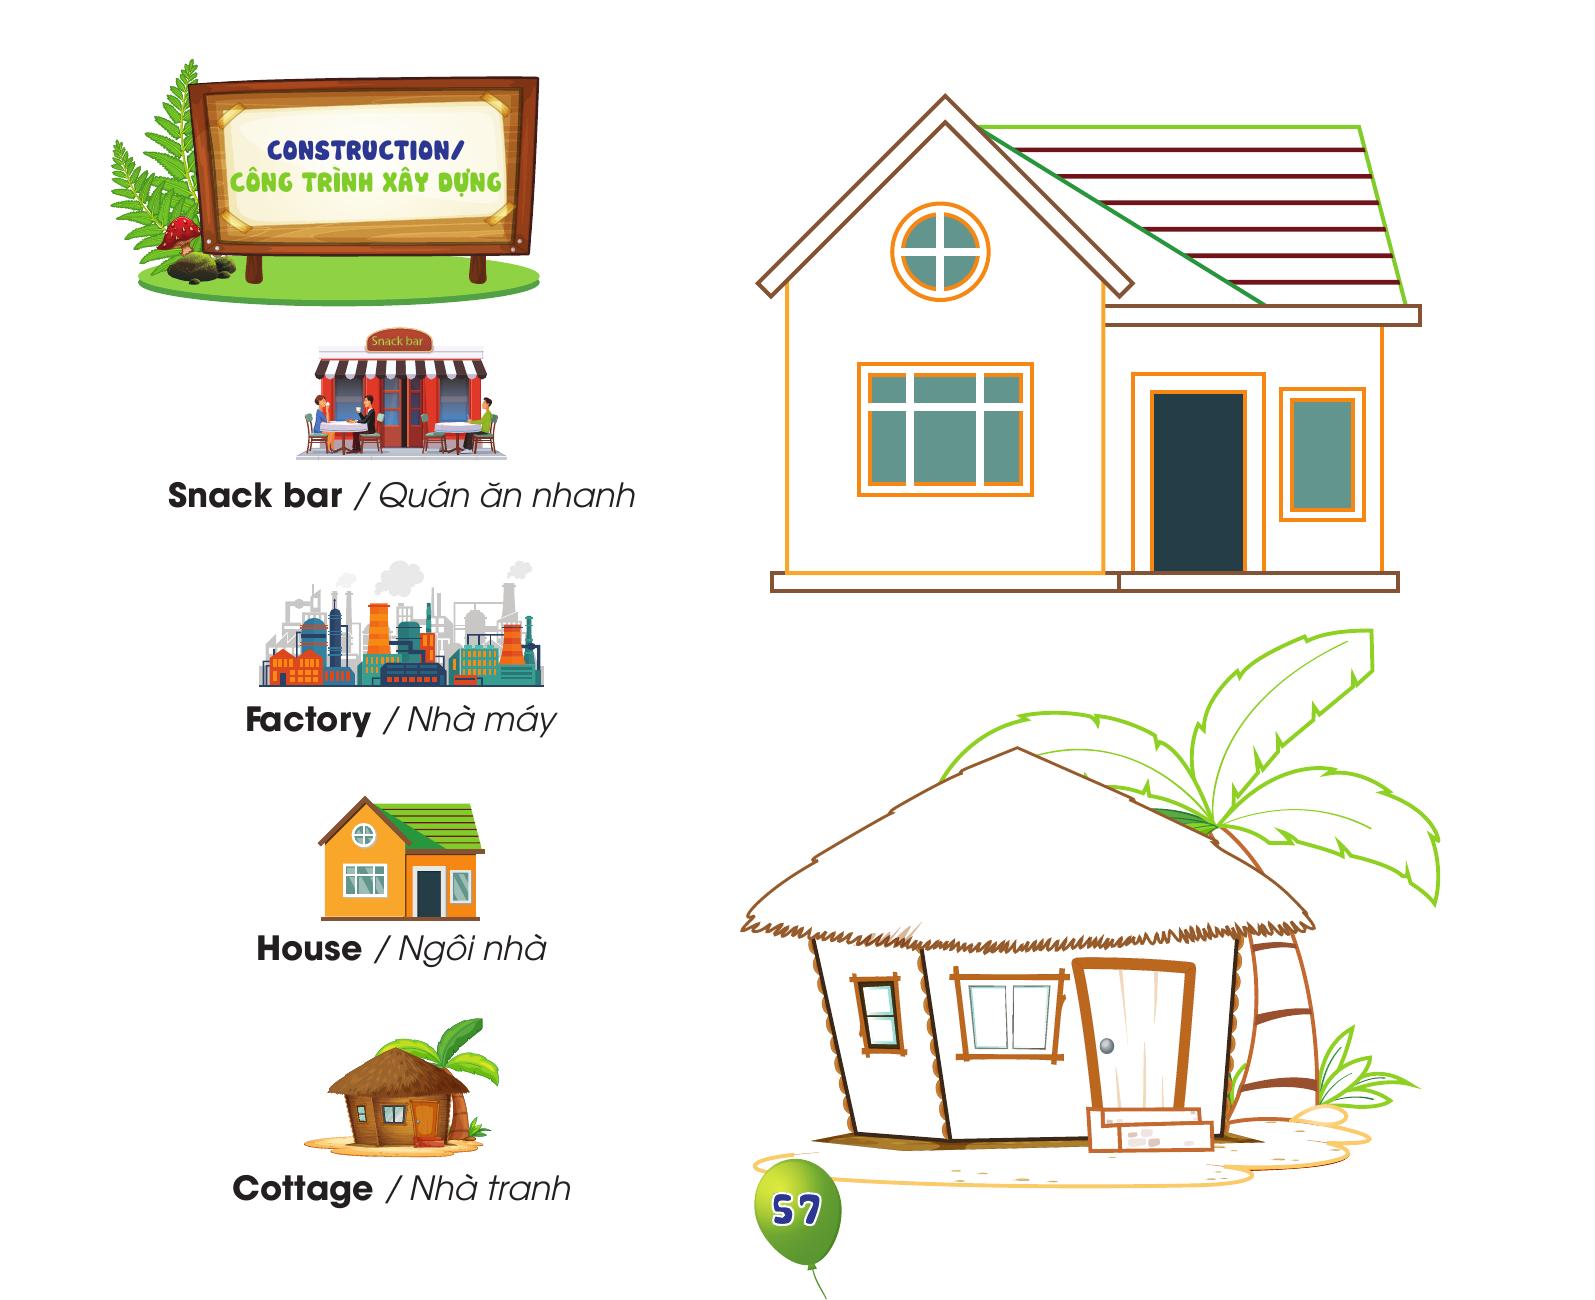 CONSTRUCTION/
CÔNG TRÌNH XÂY DỰNG
Snack bar
Snack bar / Quán ăn nhanh
Factory / Nhà máy
House / Ngôi nhà
Cottage / Nhà tranh
57